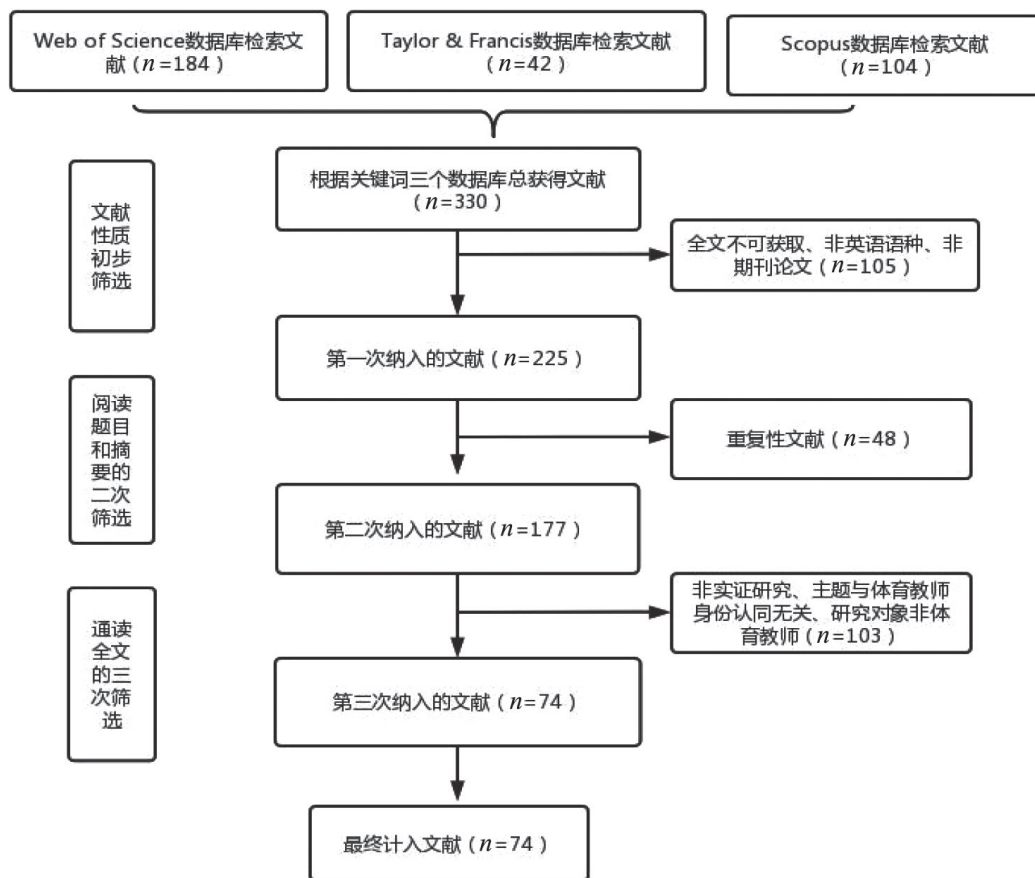 Web of Science数据库检索文
献(n=184)
Taylor & Francis数据库检索文献
(n=42)
Scopus数据库检索文献
(n=104)
根据关键词三个数据库总获得文献
(n=330)
文献
性质
初步
筛选
全文不可获取、非英语语种、非
期刊论文(n=105)
第一次纳入的文献(n=225)
阅读
题目
和摘
要的
二次
筛选
重复性文献(n=48)
第二次纳入的文献(n=177)
非实证研究、主题与体育教师
身份认同无关、研究对象非体
育教师(n=103)
通读
全文
的三
次筛
选
第三次纳入的文献(n=74)
最终计入文献(n=74)